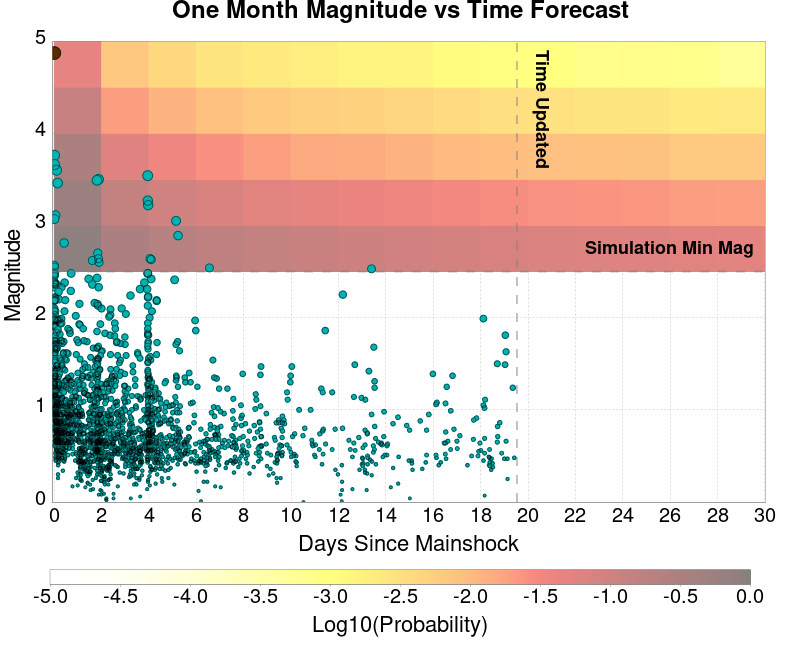 One Month Magnitude vs Time Forecast
5
4
3
2
1
0
Magnitude
Time Updated
Simulation Min Mag
0 2 4 6 8 10 12 14 16 18 20 22 24 26 28 30
Days Since Mainshock
-5.0 -4.5 -4.0 -3.5 -3.0 -2.5 -2.0 -1.5 -1.0 -0.5 0.0
Log10(Probability)